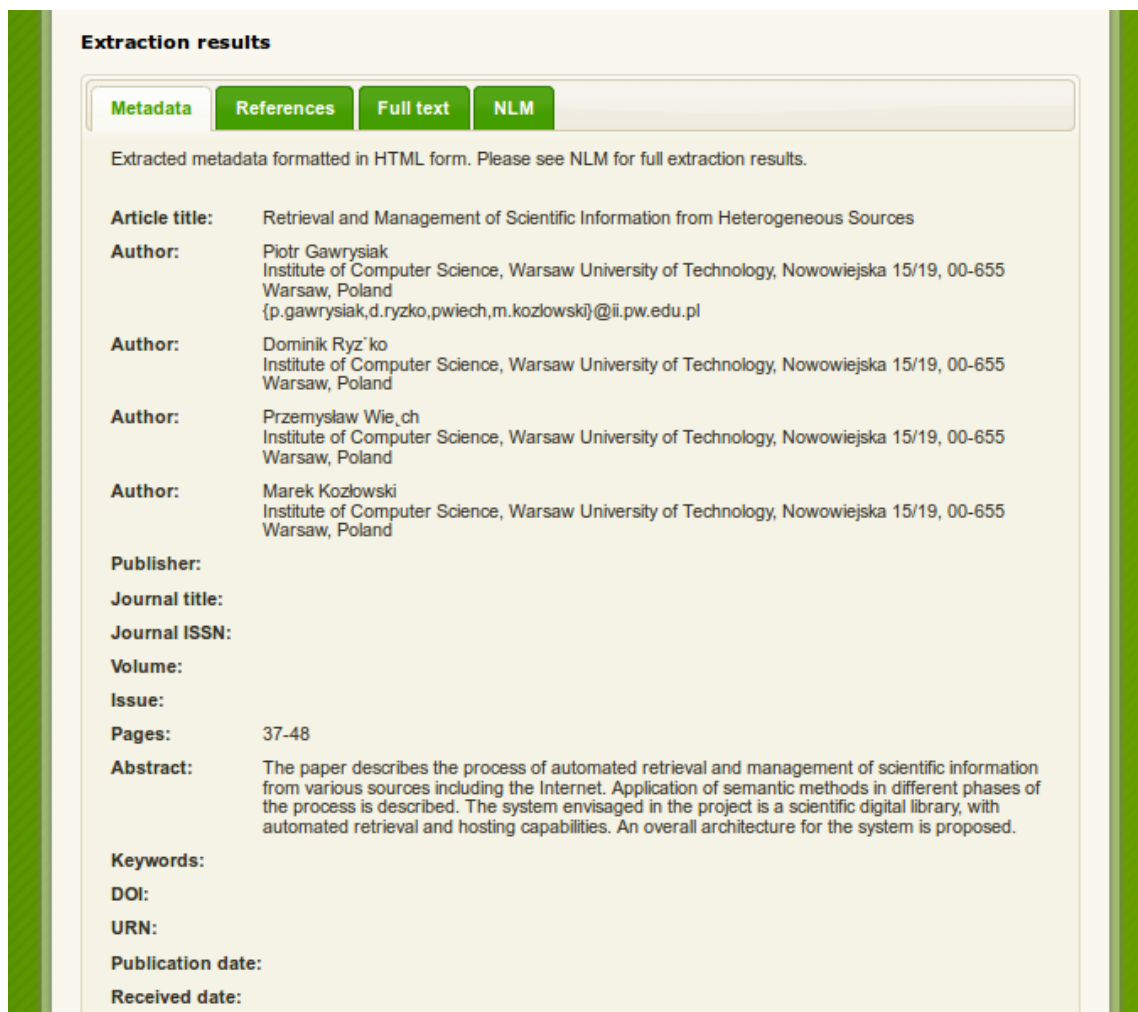 Extraction results
Metadata References Full text NLM
Extracted metadata formatted in HTML form. Please see NLM for full extraction results.
Article title: Retrieval and Management of Scientific Information from Heterogeneous Sources
Author: Piotr Gawrysiak
Institute of Computer Science, Warsaw University of Technology, Nowowiejska 15/19, 00-655
Warsaw, Poland
{p.gawrysiak,d.ryzko,pwiech,m.kozlowski}@ii.pw.edu.pl
Author: Dominik Ryz˙ko
Institute of Computer Science, Warsaw University of Technology, Nowowiejska 15/19, 00-655
Warsaw, Poland
Author: Przemysław Wie˛ch
Institute of Computer Science, Warsaw University of Technology, Nowowiejska 15/19, 00-655
Warsaw, Poland
Author: Marek Kozłowski
Institute of Computer Science, Warsaw University of Technology, Nowowiejska 15/19, 00-655
Warsaw, Poland
Publisher:
Journal title:
Journal ISSN:
Volume:
Issue:
Pages: 37-48
Abstract: The paper describes the process of automated retrieval and management of scientific information
from various sources including the Internet. Application of semantic methods in different phases of
the process is described. The system envisaged in the project is a scientific digital library, with
automated retrieval and hosting capabilities. An overall architecture for the system is proposed.
Keywords:
DOI:
URN:
Publication date:
Received date: